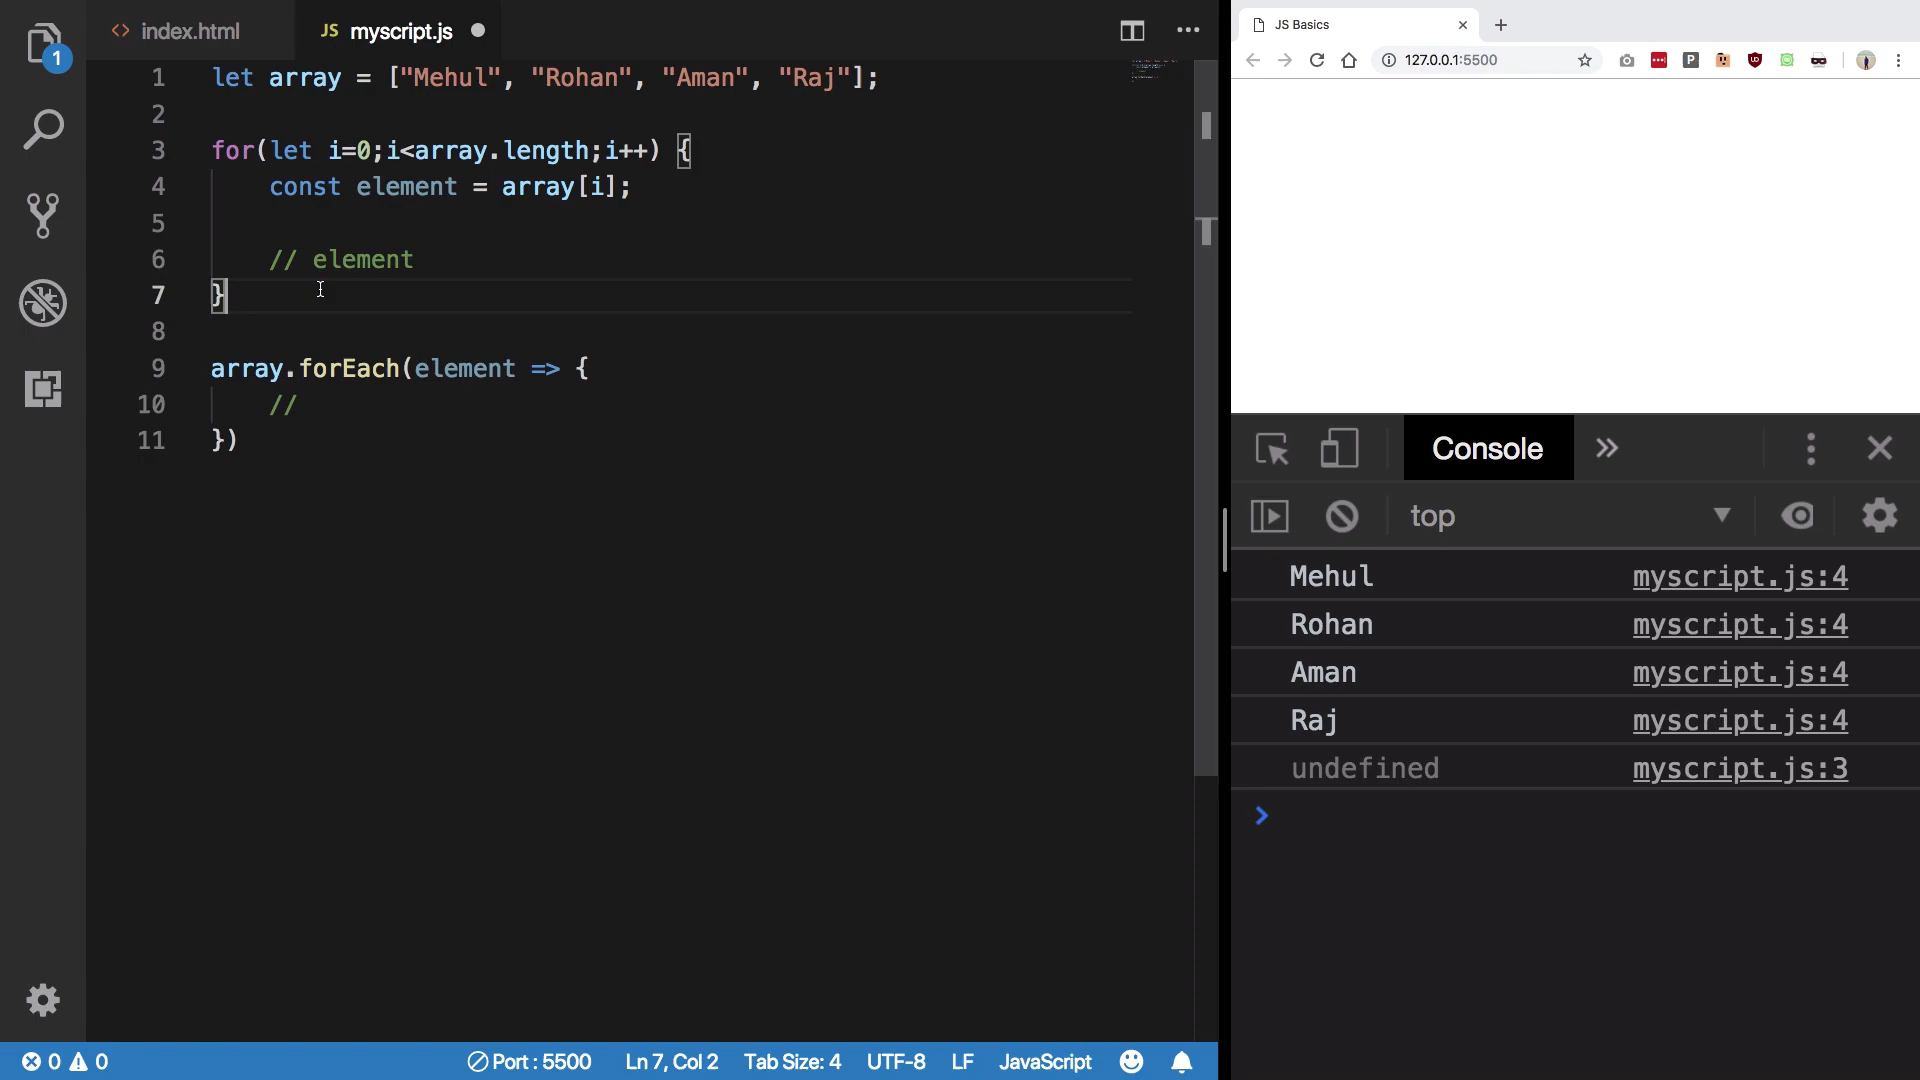 index.html
JS myscript.js
1 let array = ["Mehul", "Rohan", "Aman", "Raj"];
2
3 for(let i=0;i<array.length;i++) {
4 const element = array[i];
5
6 // element
7 }
8
9 array.forEach(element => {
10 //
11 })
1
0 0
Port : 5500
Ln 7, Col 2
Tab Size: 4
UTF-8
LF
JavaScript
JS Basics
127.0.0.1:5500
Console
top
Mehul myscript.js:4
Rohan myscript.js:4
Aman myscript.js:4
Raj myscript.js:4
undefined myscript.js:3